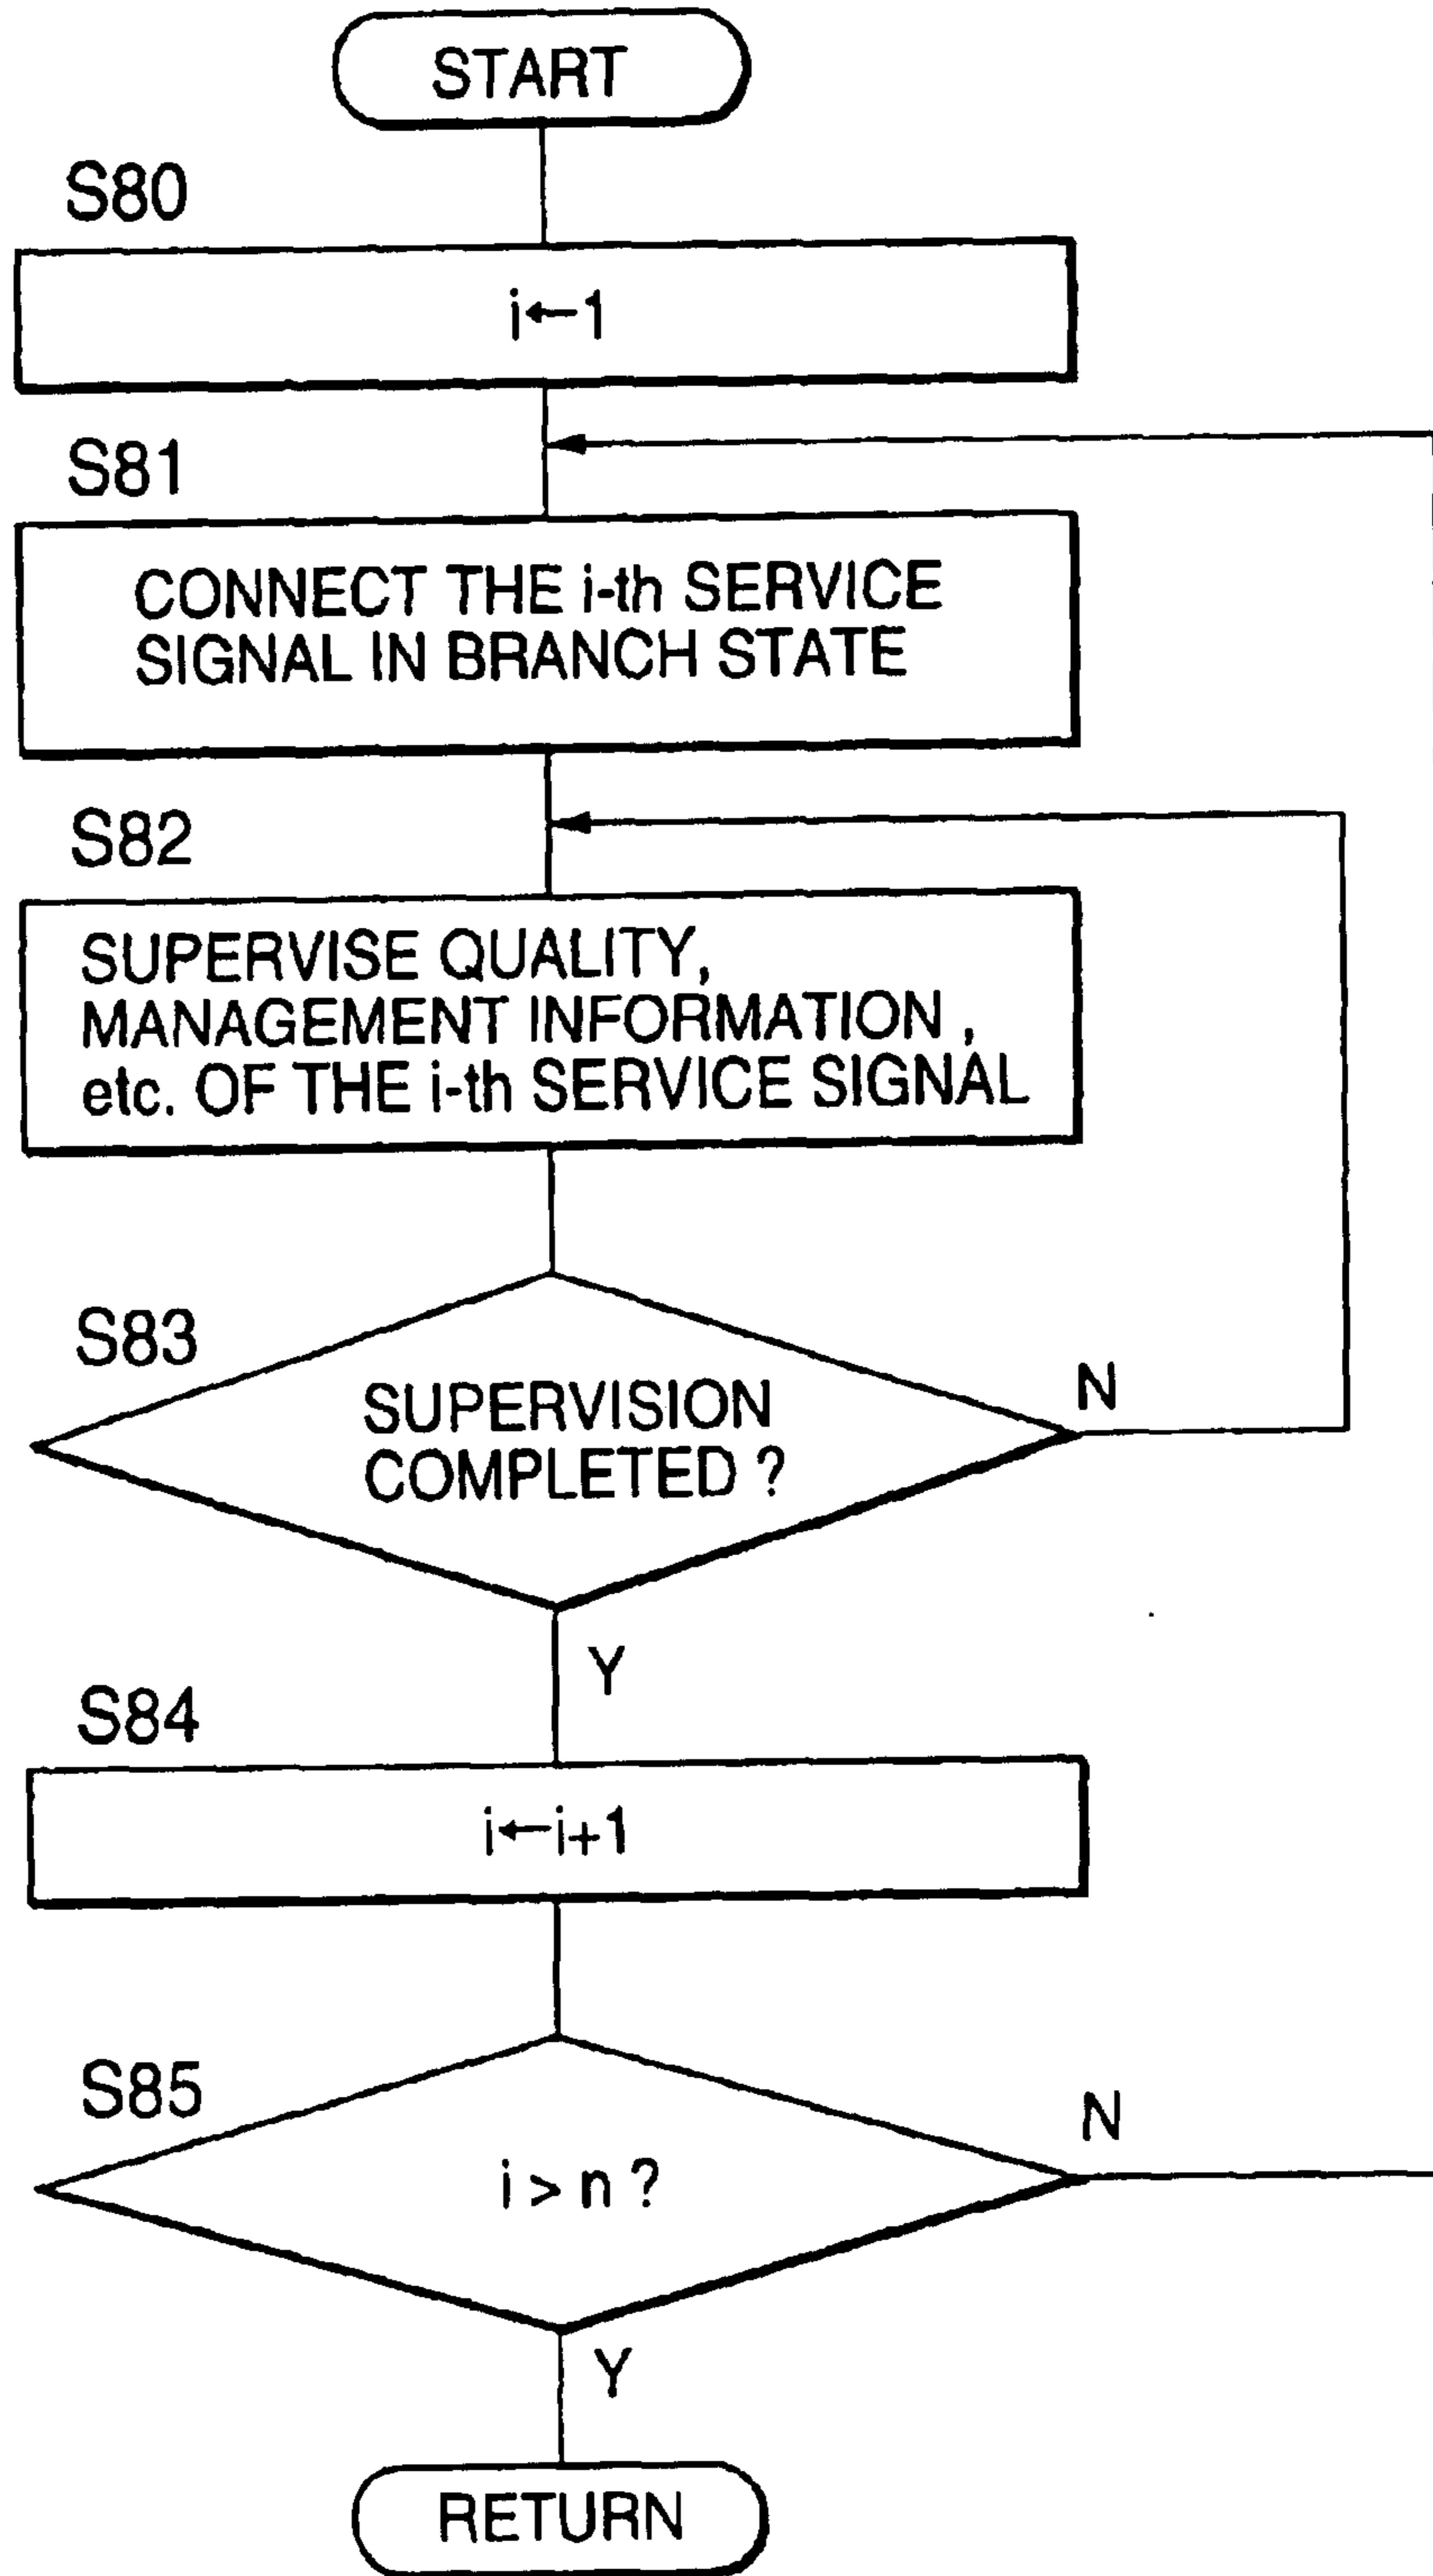 START
S80
i←1
S81
CONNECT THE i-th SERVICE
SIGNAL IN BRANCH STATE
S82
SUPERVISE QUALITY,
MANAGEMENT INFORMATION ,
etc. OF THE i-th SERVICE SIGNAL
S83
SUPERVISION
COMPLETED ?
N
Y
S84
i←i+1
S85
i > n ?
N
Y
RETURN